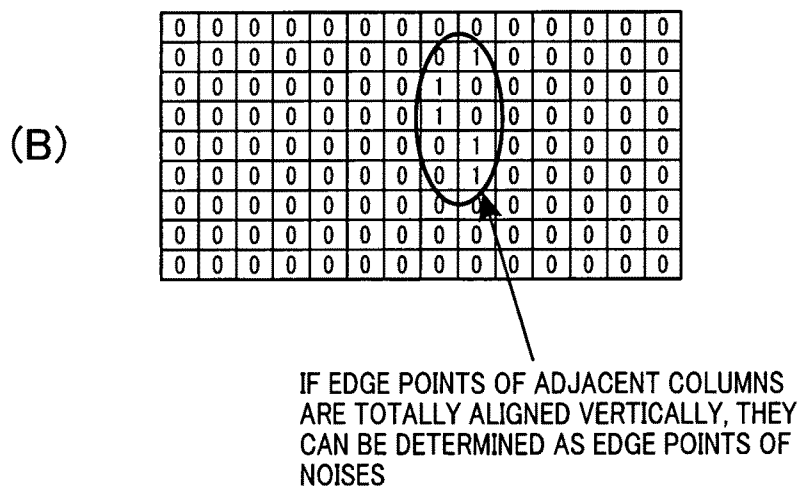 0 0 0 0 0 0 0 0 0 0 0 0 0 0
0 0 0 0 0 0 0 0 1 0 0 0 0 0
0 0 0 0 0 0 0 1 0 0 0 0 0 0
0 0 0 0 0 0 0 1 0 0 0 0 0 0
(B)
0 0 0 0 0 0 0 0 1 0 0 0 0 0
0 0 0 0 0 0 0 0 1 0 0 0 0 0
0 0 0 0 0 0 0 0 0 0 0 0 0 0
0 0 0 0 0 0 0 0 0 0 0 0 0 0
0 0 0 0 0 0 0 0 0 0 0 0 0 0
IF EDGE POINTS OF ADJACENT COLUMNS
ARE TOTALLY ALIGNED VERTICALLY, THEY
CAN BE DETERMINED AS EDGE POINTS OF
NOISES